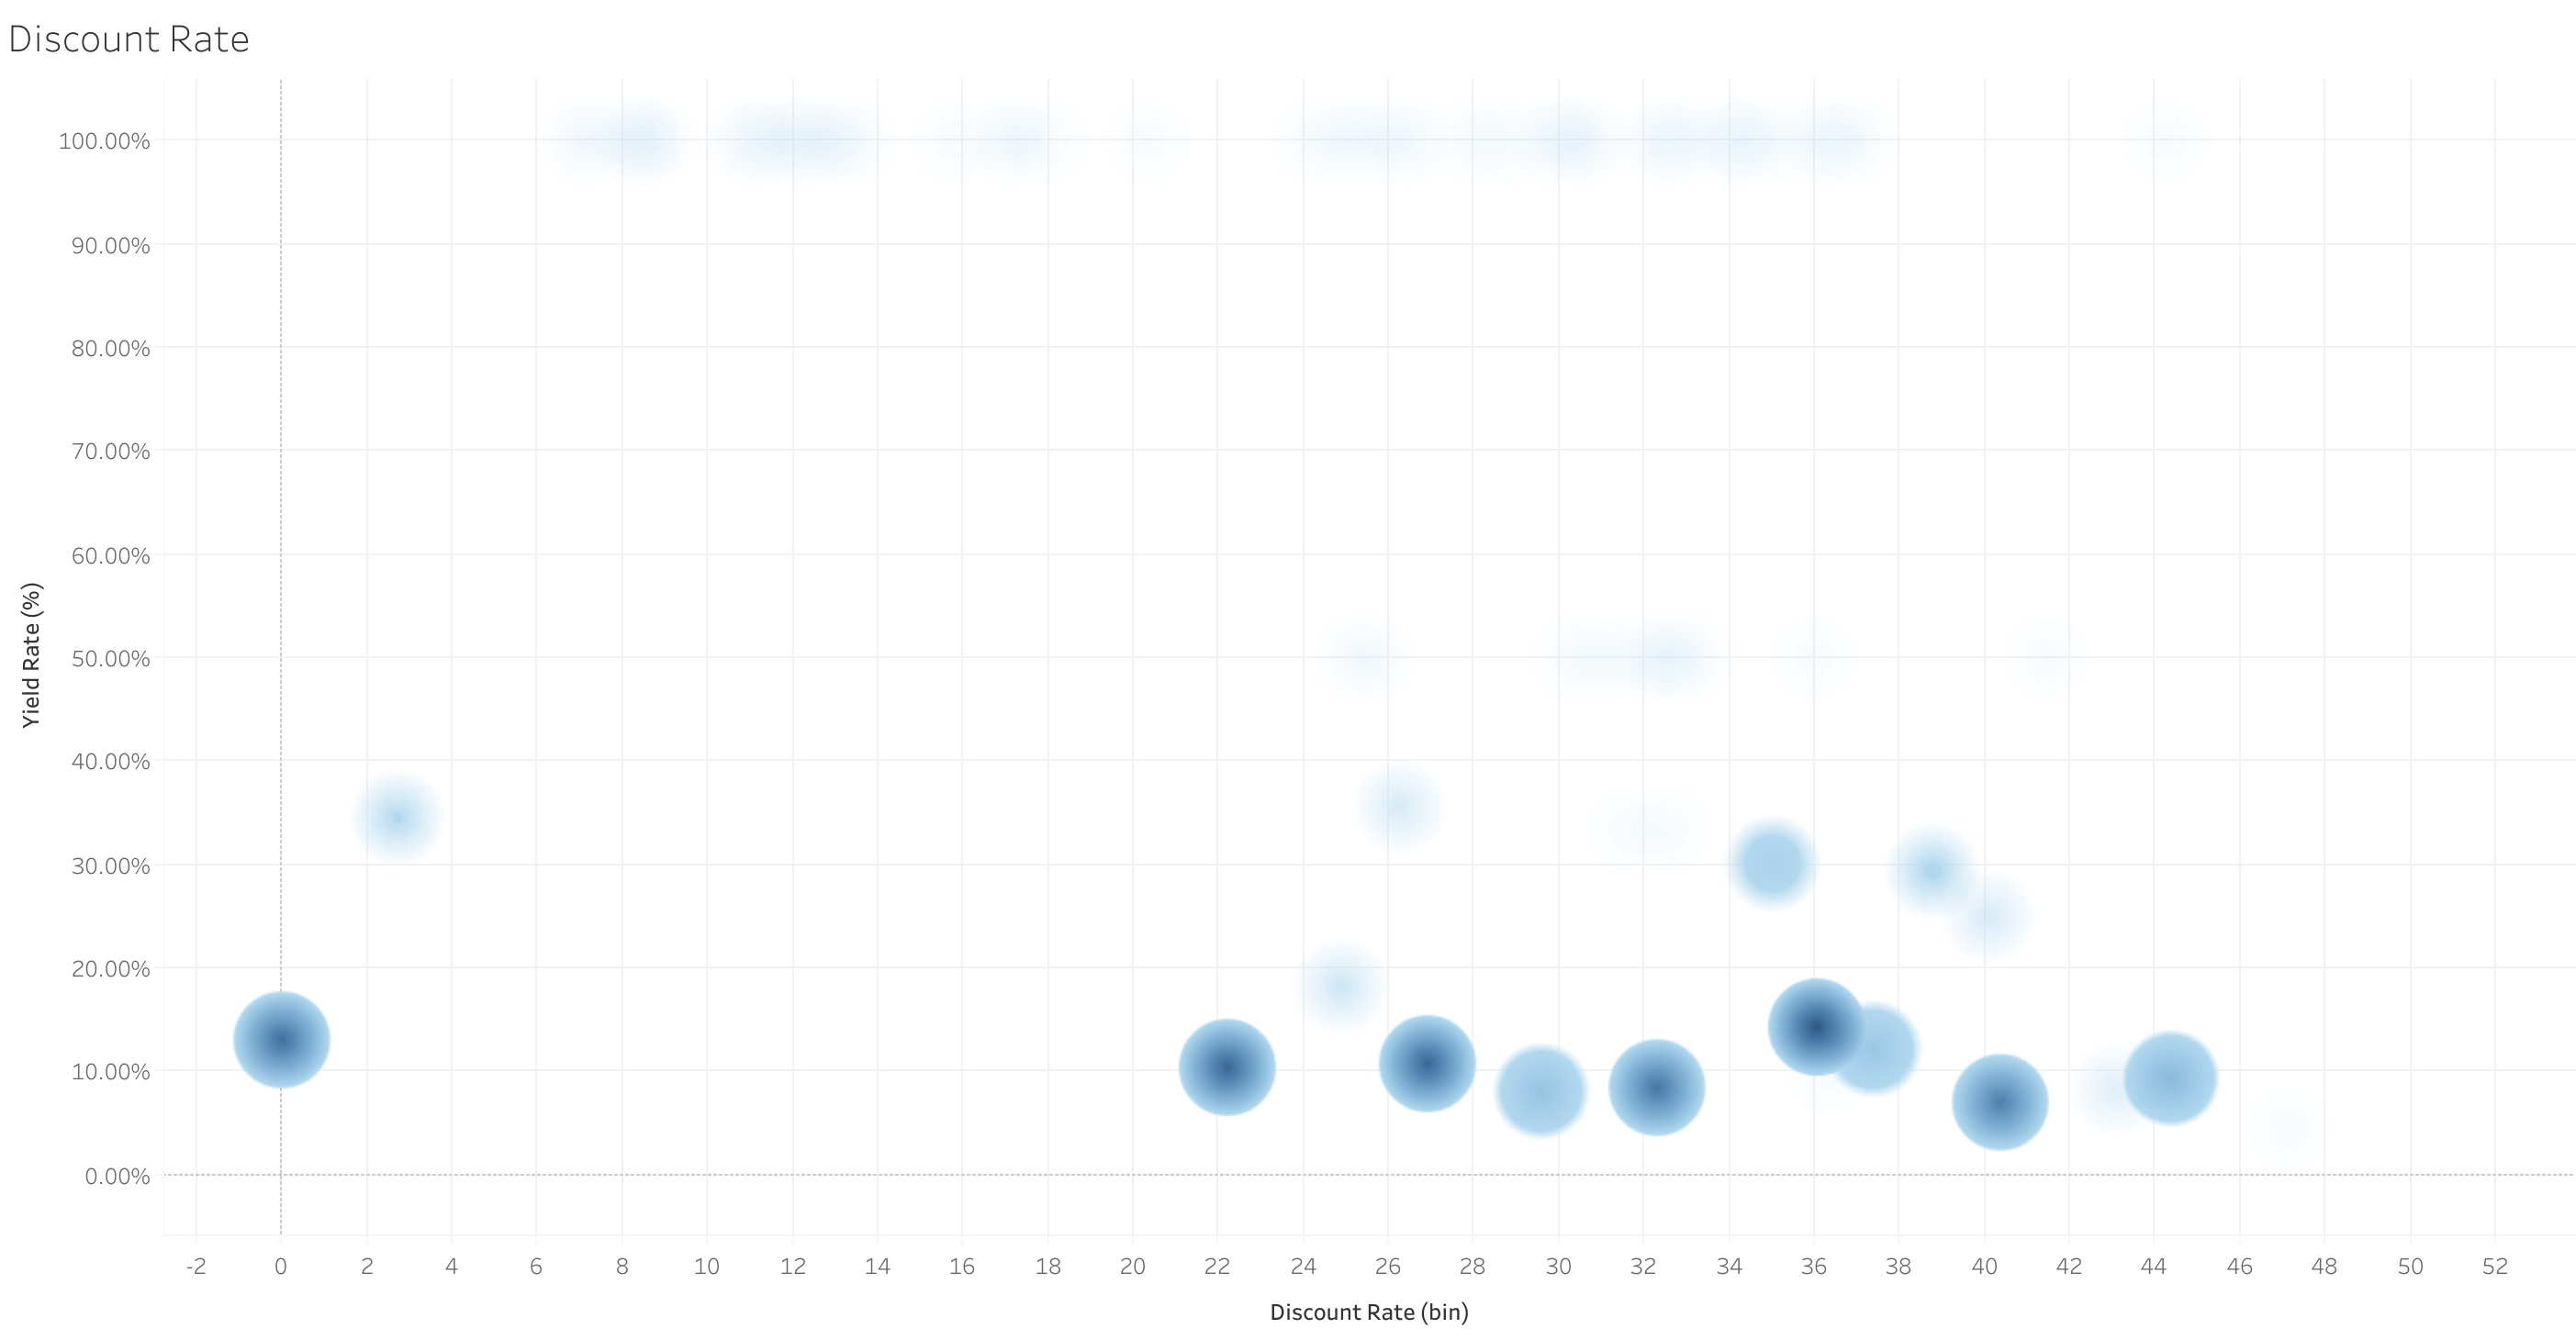 Discount Rate
100.00%
90.00%
80.00%
70.00%
60.00%
50.00%
40.00%
30.00%
20.00%
10.00%
0.00%
Yield Rate (%)
-2 0 2 4 6 8 10 12 14 16 18 20 22 24 26 28 30 32 34 36 38 40 42 44 46 48 50 52
Discount Rate (bin)